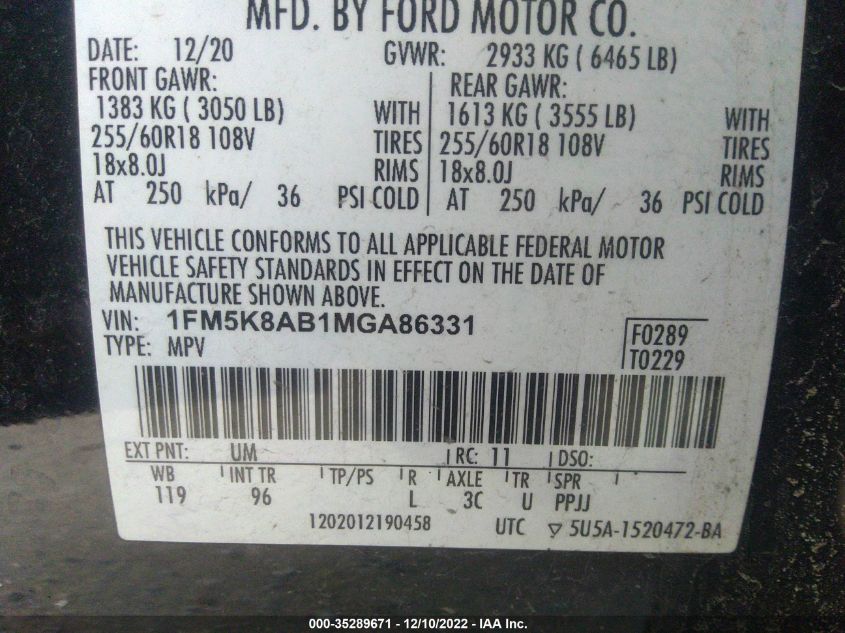 MFD. BY FORD MOTOR CO.
DATE: 12/20 GVWR: 2933 KG ( 6465 LB)
FRONT GAWR: REAR GAWR:
1383 KG ( 3050 LB) WITH 1613 KG ( 3555 LB) WITH
255/60R18 108V TIRES 255/60R18 108V TIRES
18x8.0J RIMS 18x8.0J RIMS
AT 250 kPa/ 36 PSI COLD AT 250 kPa/ 36 PSI COLD
THIS VEHICLE CONFORMS TO ALL APPLICABLE FEDERAL MOTOR
VEHICLE SAFETY STANDARDS IN EFFECT ON THE DATE OF
MANUFACTURE SHOWN ABOVE.
VIN: 1FM5K8AB1MGA86331 F0289
TYPE: MPV T0229
EXT PNT: UM RC: 11 DSO:
WB INT TR TP/PS R AXLE TR SPR
119 96 L 3C U PPJJ
1202012190458 UTC 5U5A-1520472-BA
000-35289671 - 12/10/2022 - IAA Inc.